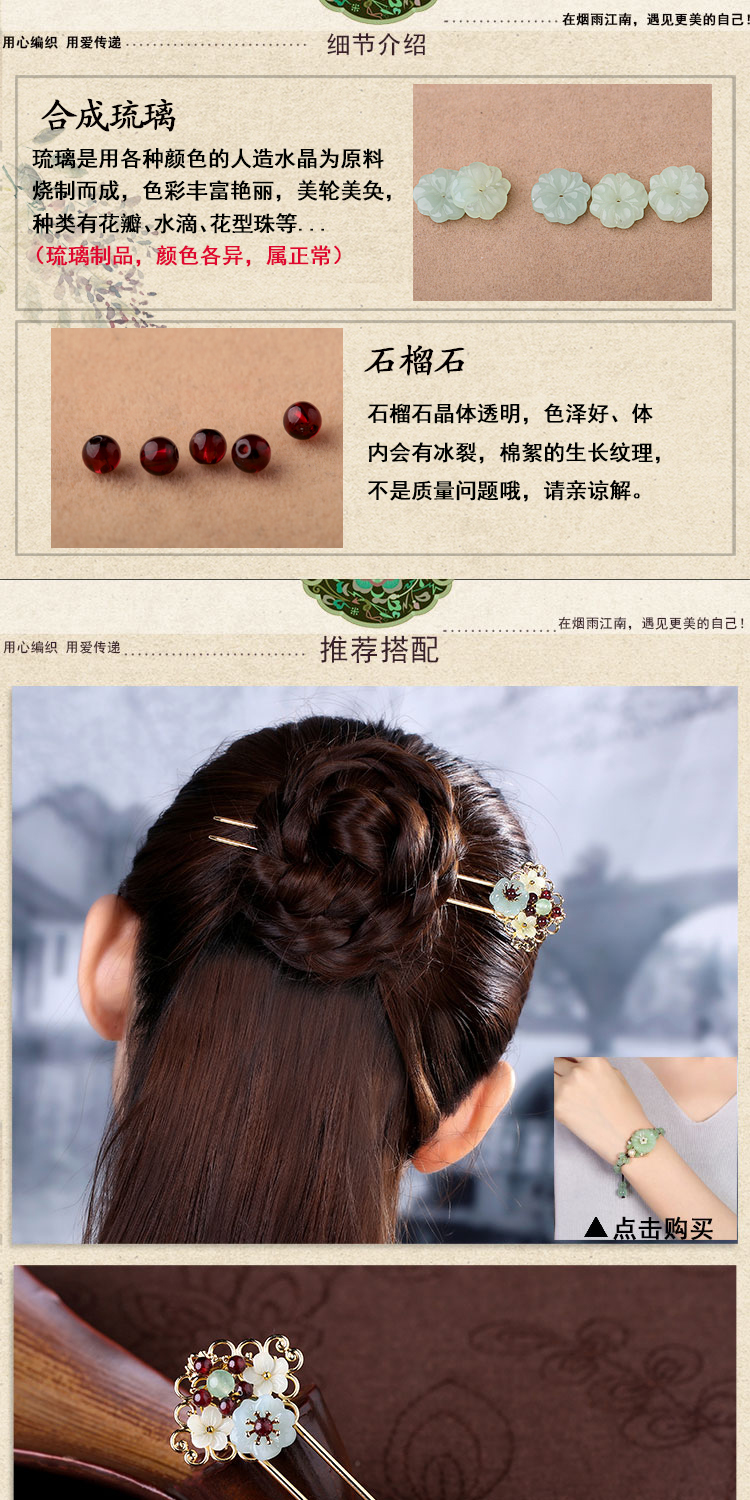 在烟雨江南，遇见更美的自己！
用心编织 用爱传递
细节介绍
合成琉璃
琉璃是用各种颜色的人造水晶为原料
烧制而成，色彩丰富艳丽，美轮美奂，
种类有花瓣、水滴、花型珠等...
（琉璃制品，颜色各异，属正常）
石榴石
石榴石晶体透明，色泽好、体
内会有冰裂，棉絮的生长纹理，
不是质量问题哦，请亲谅解。
在烟雨江南，遇见更美的自己！
用心编织 用爱传递
推荐搭配
▲点击购买